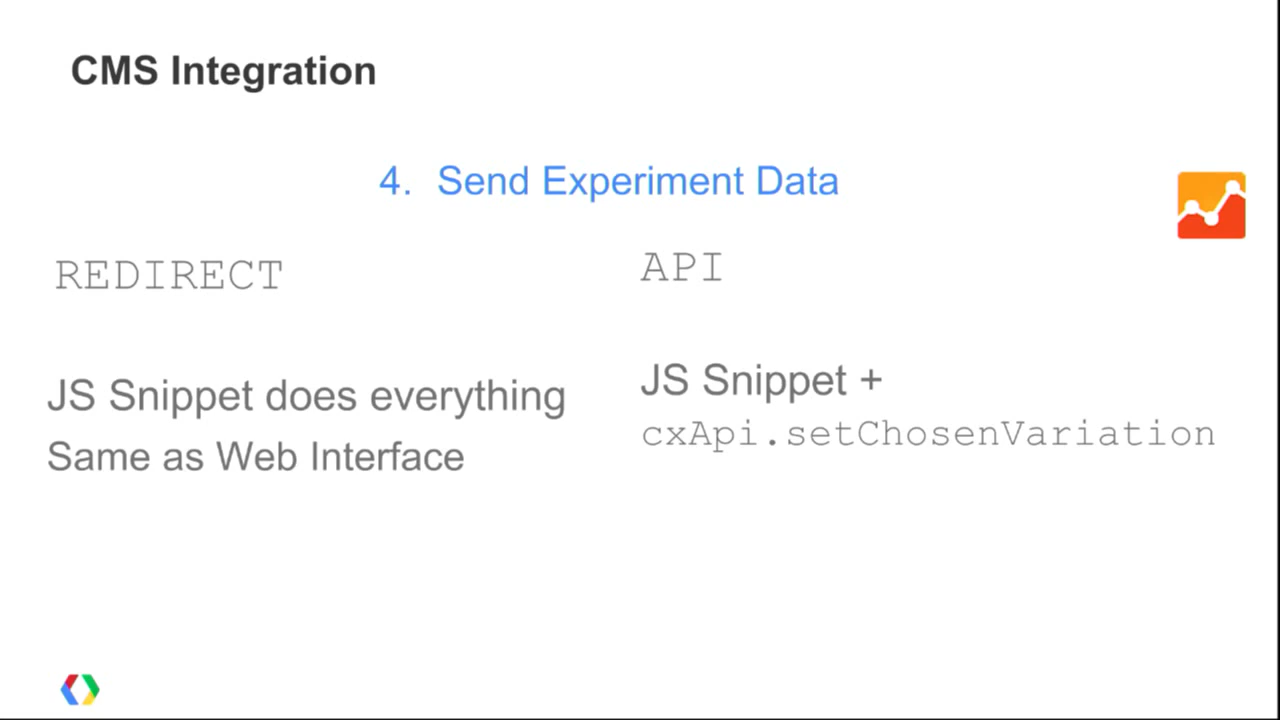 CMS Integration
4. Send Experiment Data
REDIRECT
JS Snippet does everything
Same as Web Interface
API
JS Snippet +
cxApi.setChosenVariation